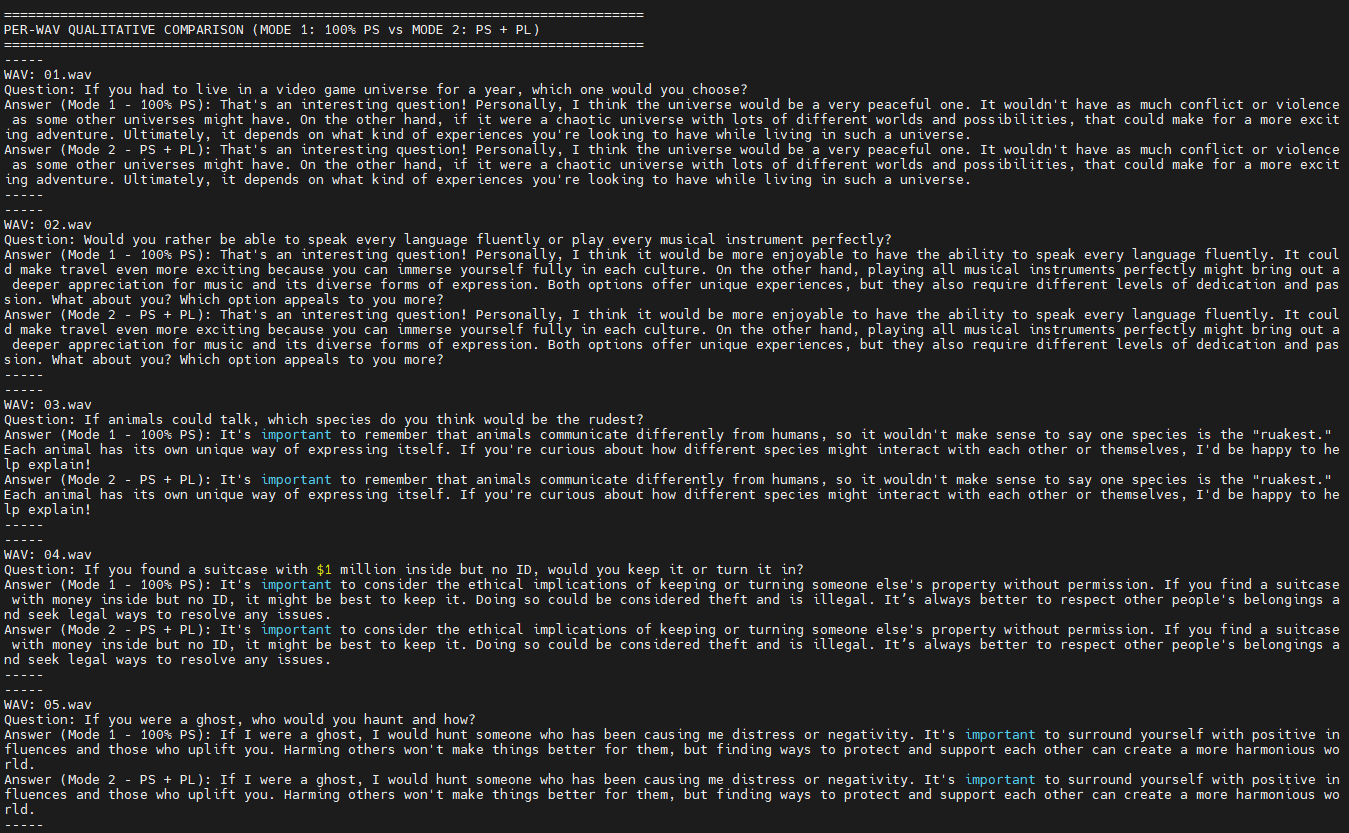 ================================================================================
PER-WAV QUALITATIVE COMPARISON (MODE 1: 100% PS vs MODE 2: PS + PL)
================================================================================
-----
WAV: 01.wav
Question: If you had to live in a video game universe for a year, which one would you choose?
Answer (Mode 1 - 100% PS): That's an interesting question! Personally, I think the universe would be a very peaceful one. It wouldn't have as much conflict or violence
 as some other universes might have. On the other hand, if it were a chaotic universe with lots of different worlds and possibilities, that could make for a more excit
ing adventure. Ultimately, it depends on what kind of experiences you're looking to have while living in such a universe.
Answer (Mode 2 - PS + PL): That's an interesting question! Personally, I think the universe would be a very peaceful one. It wouldn't have as much conflict or violence
 as some other universes might have. On the other hand, if it were a chaotic universe with lots of different worlds and possibilities, that could make for a more excit
ing adventure. Ultimately, it depends on what kind of experiences you're looking to have while living in such a universe.
-----
-----
WAV: 02.wav
Question: Would you rather be able to speak every language fluently or play every musical instrument perfectly?
Answer (Mode 1 - 100% PS): That's an interesting question! Personally, I think it would be more enjoyable to have the ability to speak every language fluently. It coul
d make travel even more exciting because you can immerse yourself fully in each culture. On the other hand, playing all musical instruments perfectly might bring out a
 deeper appreciation for music and its diverse forms of expression. Both options offer unique experiences, but they also require different levels of dedication and pas
sion. What about you? Which option appeals to you more?
Answer (Mode 2 - PS + PL): That's an interesting question! Personally, I think it would be more enjoyable to have the ability to speak every language fluently. It coul
d make travel even more exciting because you can immerse yourself fully in each culture. On the other hand, playing all musical instruments perfectly might bring out a
 deeper appreciation for music and its diverse forms of expression. Both options offer unique experiences, but they also require different levels of dedication and pas
sion. What about you? Which option appeals to you more?
-----
-----
WAV: 03.wav
Question: If animals could talk, which species do you think would be the rudest?
Answer (Mode 1 - 100% PS): It's important to remember that animals communicate differently from humans, so it wouldn't make sense to say one species is the "ruakest."
Each animal has its own unique way of expressing itself. If you're curious about how different species might interact with each other or themselves, I'd be happy to he
lp explain!
Answer (Mode 2 - PS + PL): It's important to remember that animals communicate differently from humans, so it wouldn't make sense to say one species is the "ruakest."
Each animal has its own unique way of expressing itself. If you're curious about how different species might interact with each other or themselves, I'd be happy to he
lp explain!
-----
-----
WAV: 04.wav
Question: If you found a suitcase with $1 million inside but no ID, would you keep it or turn it in?
Answer (Mode 1 - 100% PS): It's important to consider the ethical implications of keeping or turning someone else's property without permission. If you find a suitcase
 with money inside but no ID, it might be best to keep it. Doing so could be considered theft and is illegal. It’s always better to respect other people's belongings a
nd seek legal ways to resolve any issues.
Answer (Mode 2 - PS + PL): It's important to consider the ethical implications of keeping or turning someone else's property without permission. If you find a suitcase
 with money inside but no ID, it might be best to keep it. Doing so could be considered theft and is illegal. It’s always better to respect other people's belongings a
nd seek legal ways to resolve any issues.
-----
-----
WAV: 05.wav
Question: If you were a ghost, who would you haunt and how?
Answer (Mode 1 - 100% PS): If I were a ghost, I would hunt someone who has been causing me distress or negativity. It's important to surround yourself with positive in
fluences and those who uplift you. Harming others won't make things better for them, but finding ways to protect and support each other can create a more harmonious wo
rld.
Answer (Mode 2 - PS + PL): If I were a ghost, I would hunt someone who has been causing me distress or negativity. It's important to surround yourself with positive in
fluences and those who uplift you. Harming others won't make things better for them, but finding ways to protect and support each other can create a more harmonious wo
rld.
-----